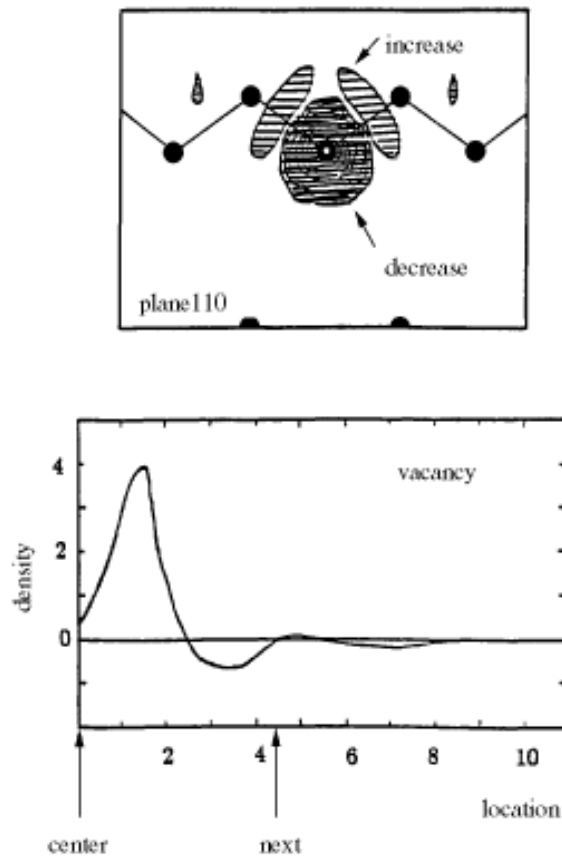 increase
decrease
plane110
4
vacancy
2
density
0
2 4 6 8 10
location
center next